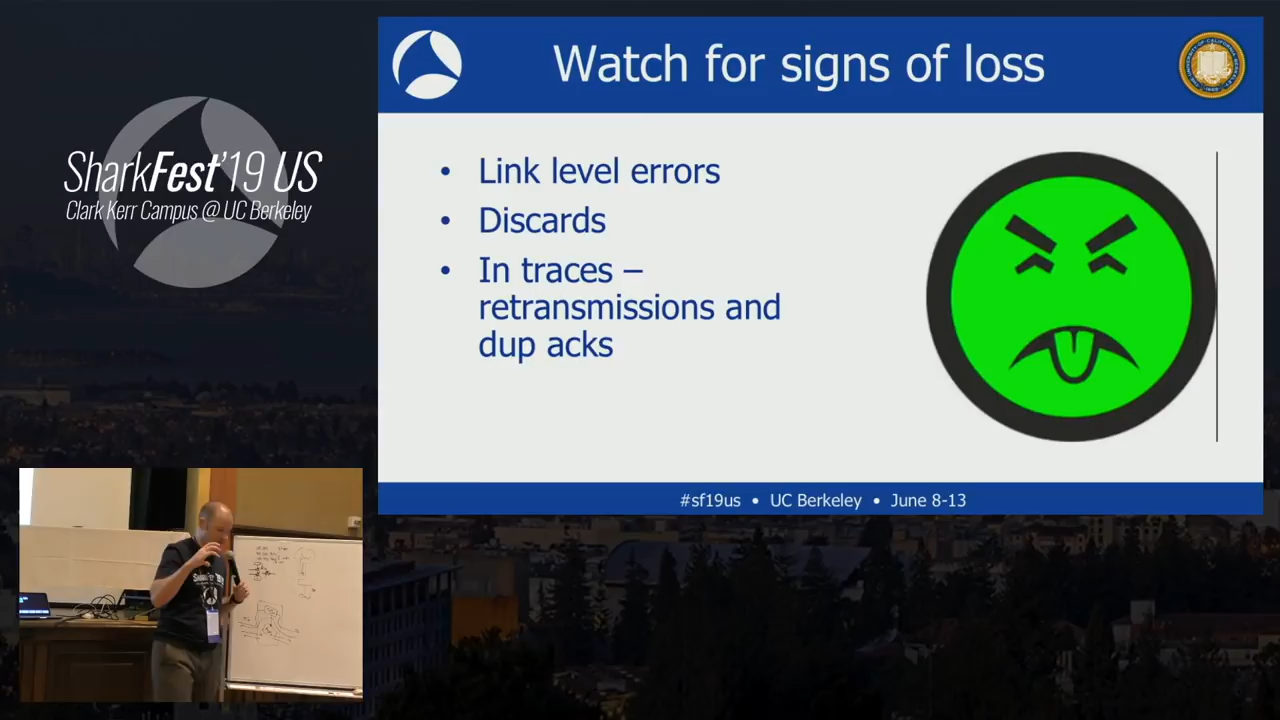 SharkFest'19 US
Clark Kerr Campus @ UC Berkeley
Watch for signs of loss
• Link level errors
• Discards
• In traces –
retransmissions and
dup acks
#sf19us • UC Berkeley • June 8-13